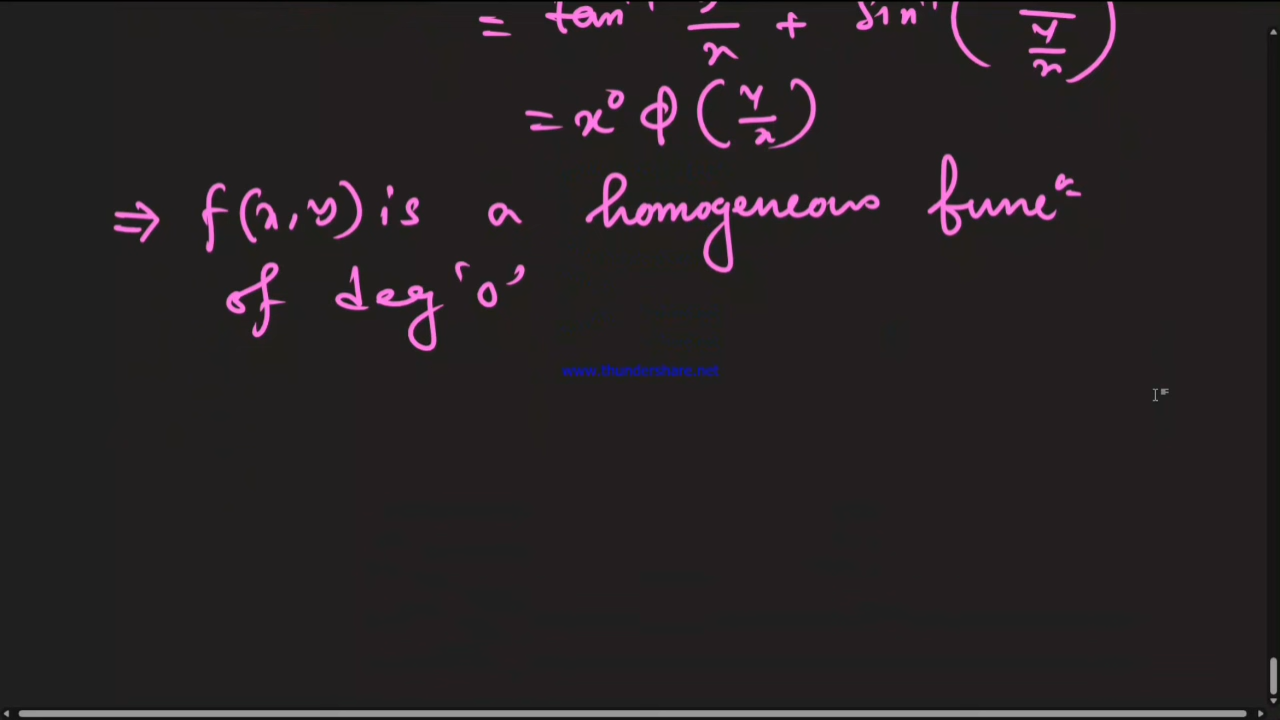 = tan⁻¹ y/x + sin⁻¹ ( / y/x )
= x⁰ φ (y/x)
⇒ f(x, y) is a homogeneous funcⁿ
of deg '0'
www.thundershare.net